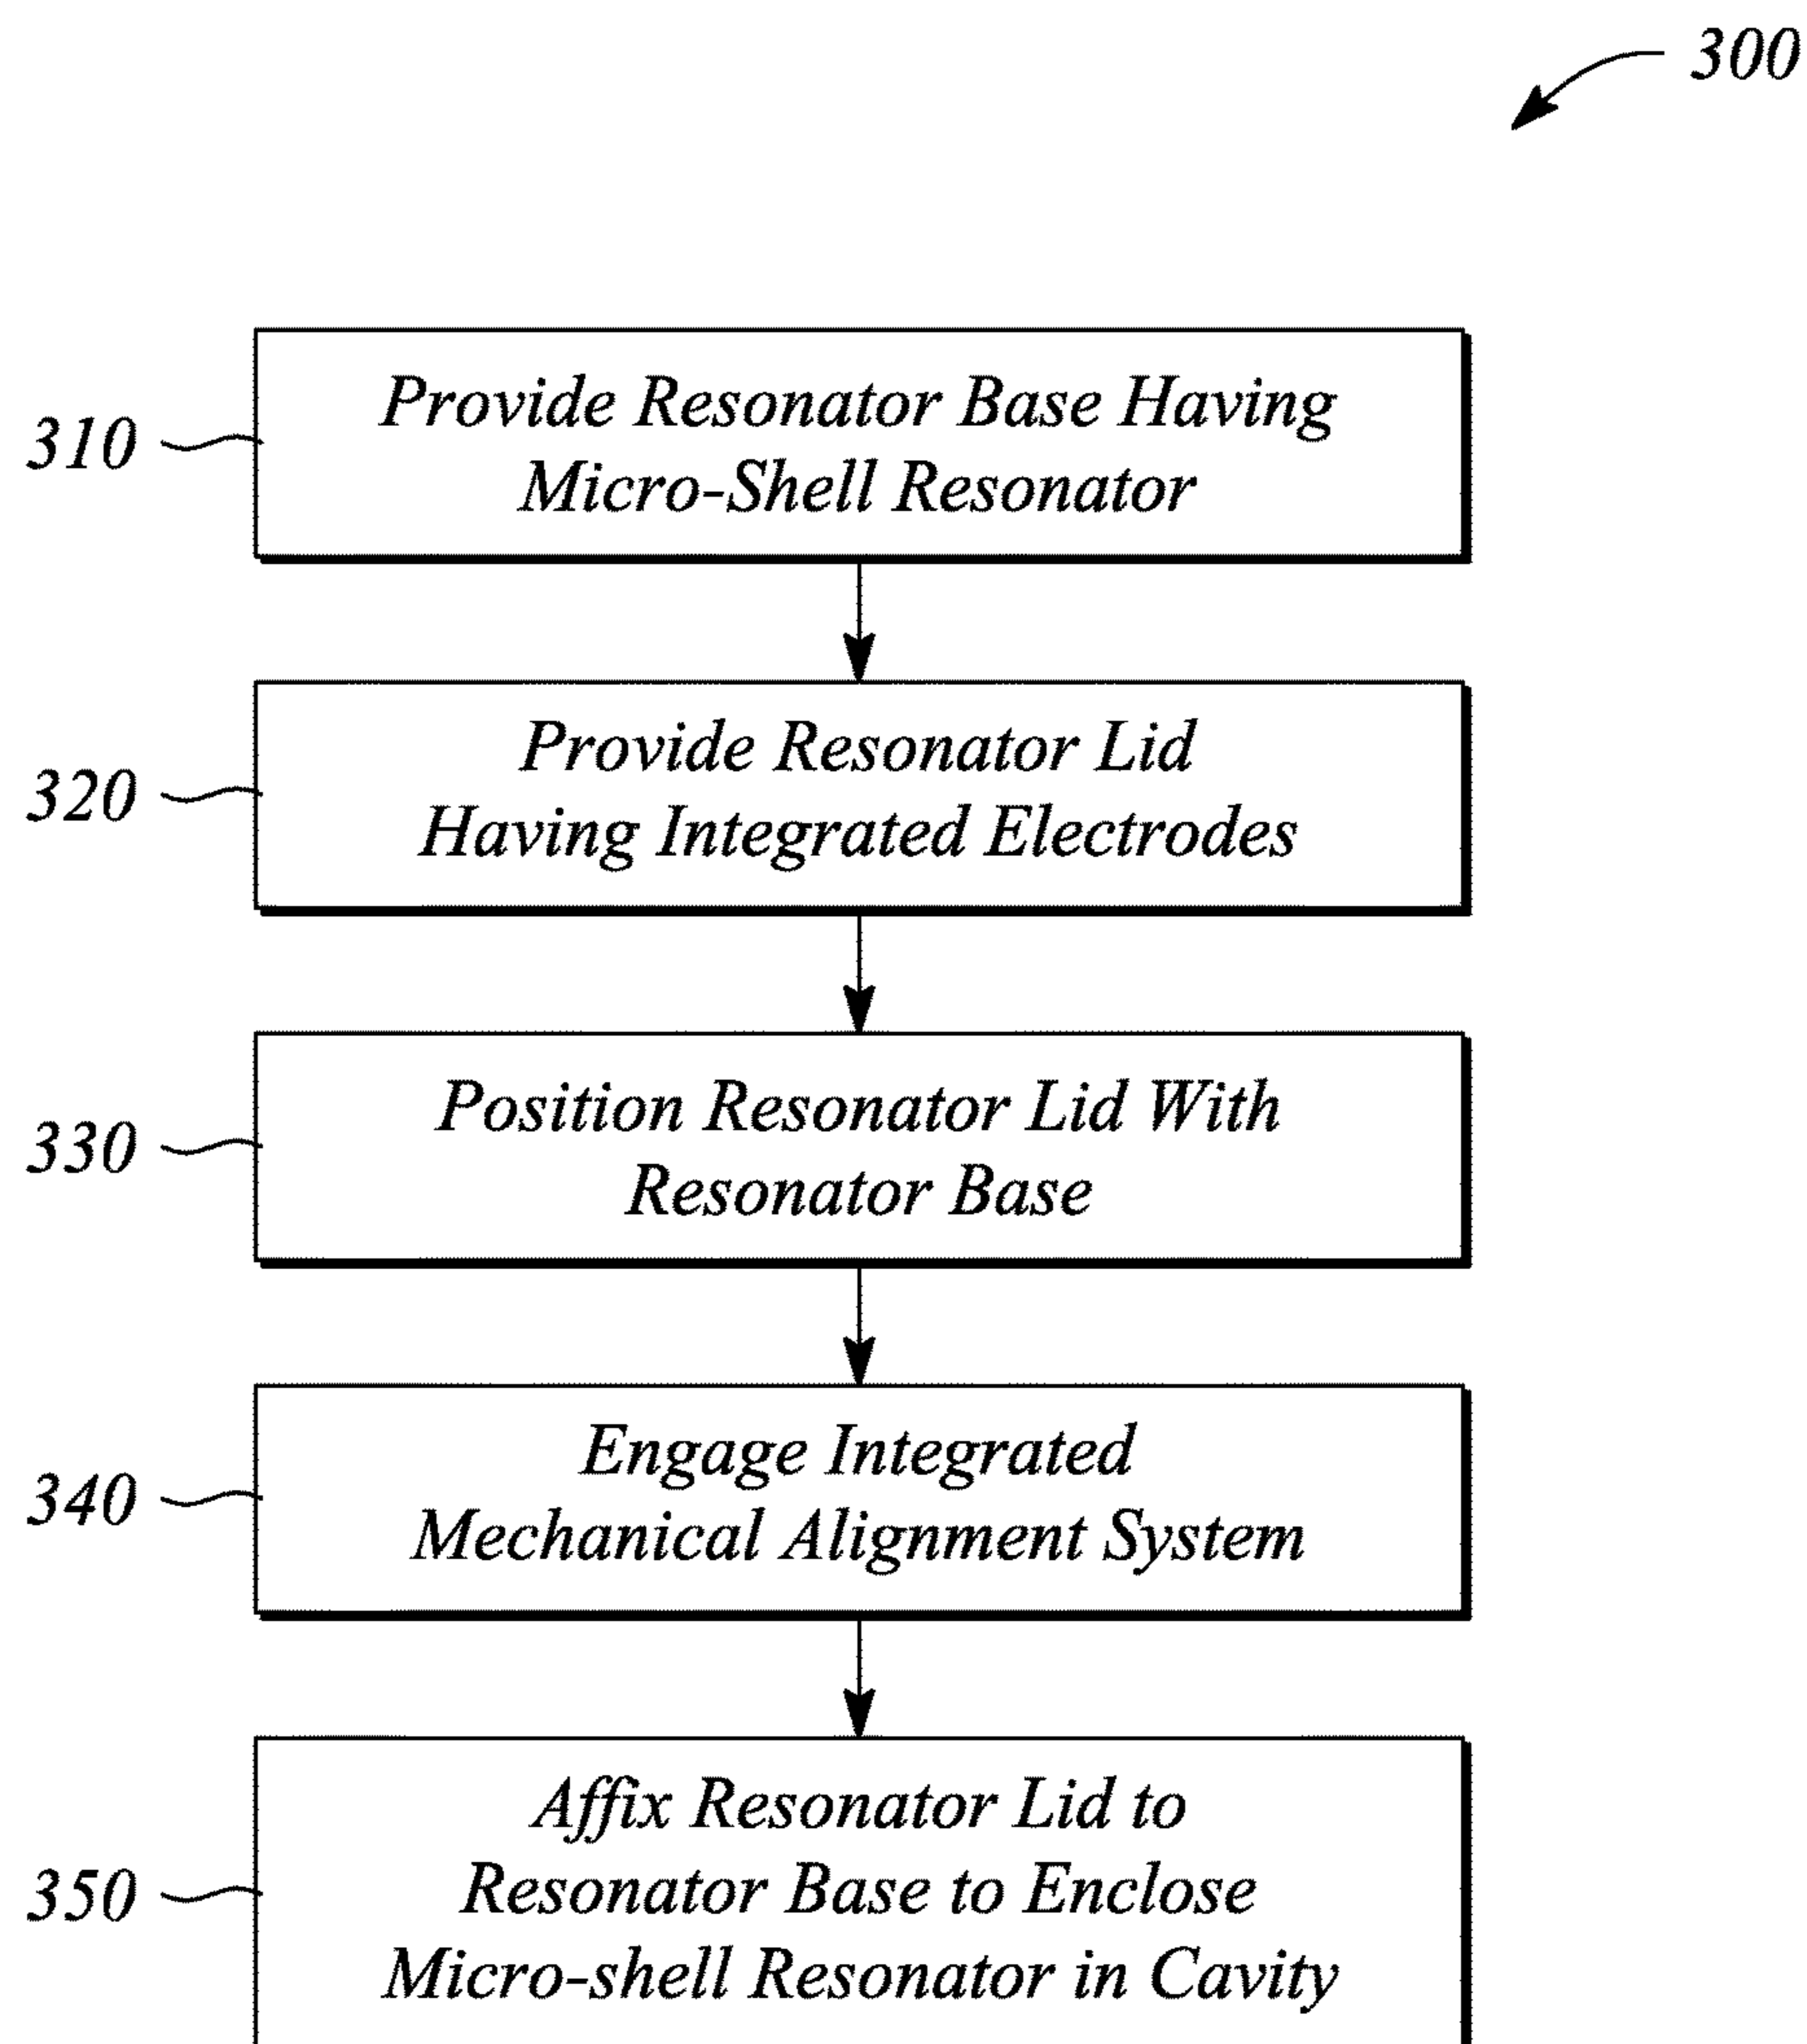 300
310
Provide Resonator Base Having
Micro-Shell Resonator
320
Provide Resonator Lid
Having Integrated Electrodes
330
Position Resonator Lid With
Resonator Base
340
Engage Integrated
Mechanical Alignment System
350
Affix Resonator Lid to
Resonator Base to Enclose
Micro-shell Resonator in Cavity